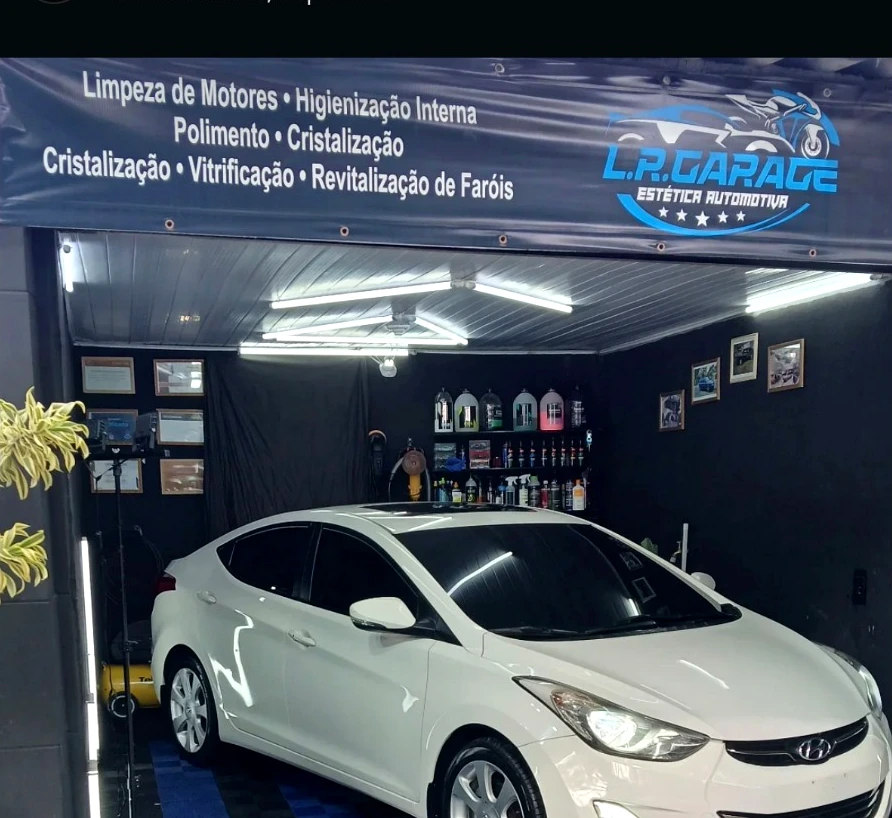 Limpeza de Motores • Higienização Interna
Polimento • Cristalização
Cristalização • Vitrificação • Revitalização de Faróis
L.R.GARAGE
ESTÉTICA AUTOMOTIVA